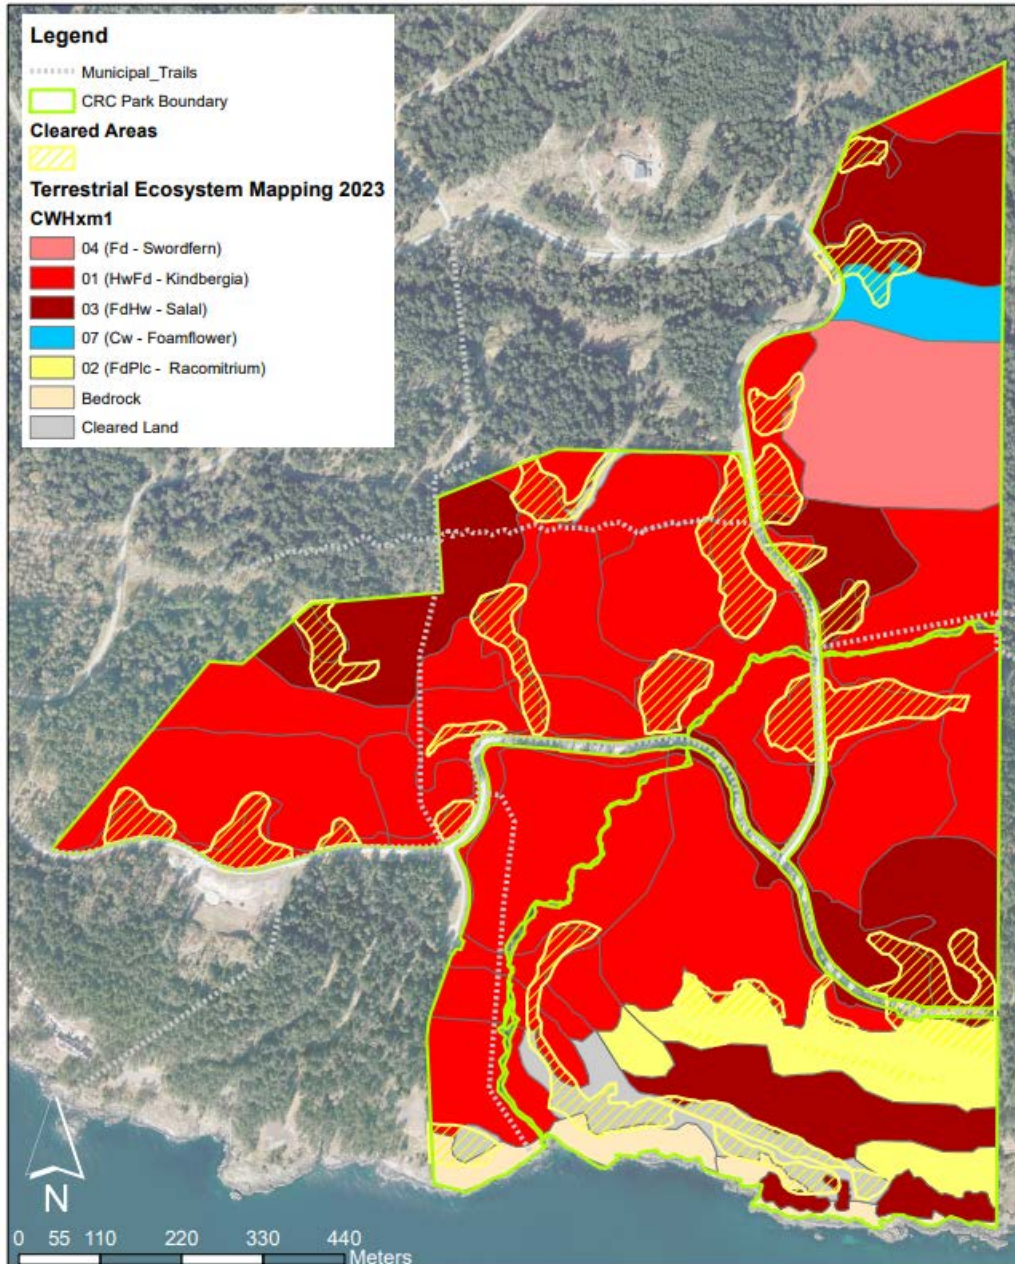 Legend
Municipal_Trails
CRC Park Boundary
Cleared Areas
Terrestrial Ecosystem Mapping 2023
CWHxm1
04 (Fd - Swordfern)
01 (HwFd - Kindbergia)
03 (FdHw - Salal)
07 (Cw - Foamflower)
02 (FdPlc -  Racomitrium)
Bedrock
Cleared Land
N
0 55 110 220 330 440
Meters